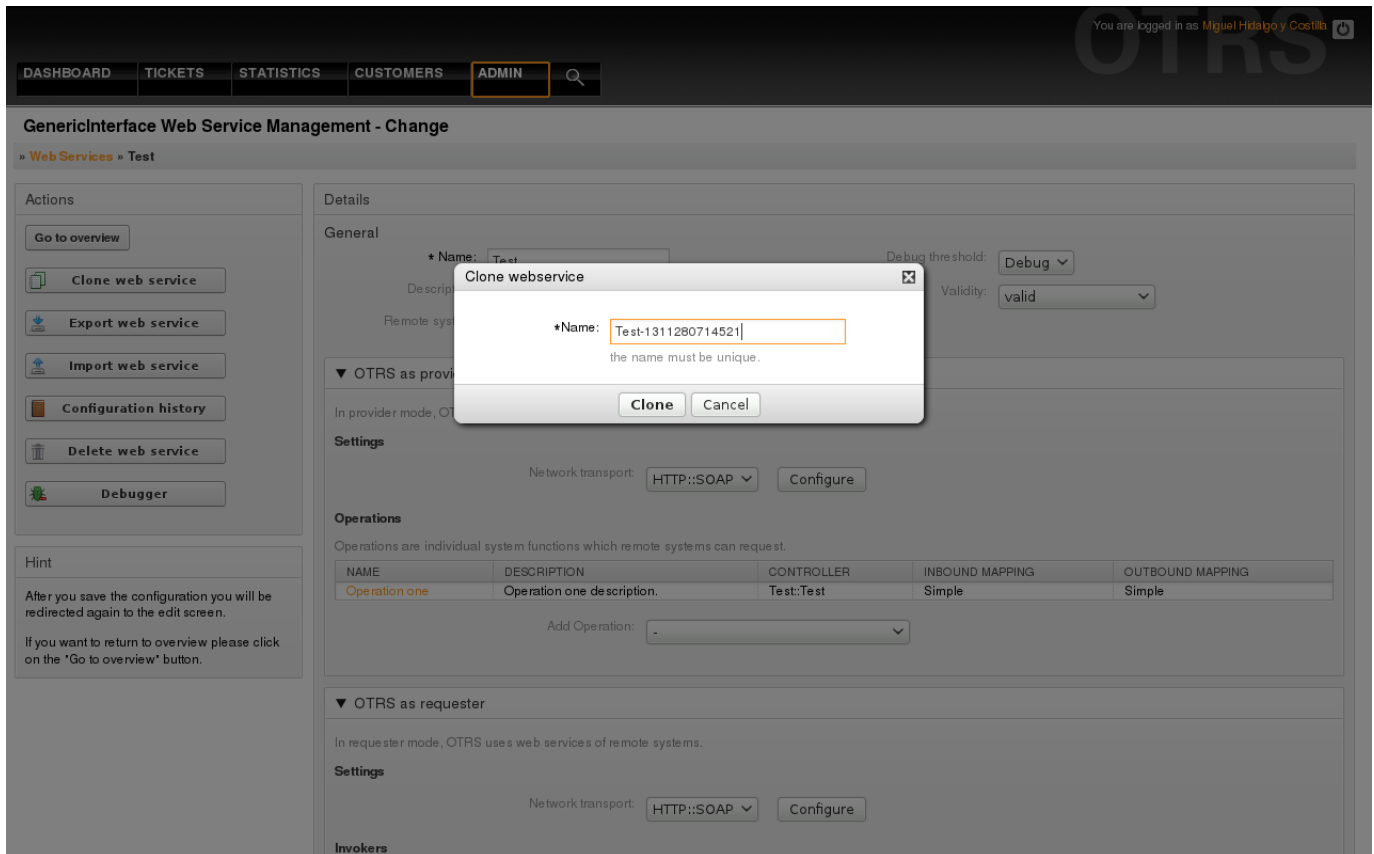 OTRS
You are logged in as Miguel Hidalgo y Costilla
DASHBOARD TICKETS STATISTICS CUSTOMERS ADMIN
GenericInterface Web Service Management - Change
» Web Services » Test
Actions
Go to overview
Clone web service
Export web service
Import web service
Configuration history
Delete web service
Debugger
Hint
After you save the configuration you will be
redirected again to the edit screen.
If you want to return to overview please click
on the "Go to overview" button.
Details
General
* Name: Test
Debug threshold: Debug
Descrip
Validity: valid
Remote sys
Clone webservice
*Name: Test-1311280714521
the name must be unique.
Clone Cancel
▼ OTRS as provi
In provider mode, OT
Settings
Network transport: HTTP::SOAP Configure
Operations
Operations are individual system functions which remote systems can request.
NAME DESCRIPTION CONTROLLER INBOUND MAPPING OUTBOUND MAPPING
Operation one Operation one description. Test::Test Simple Simple
Add Operation: -
▼ OTRS as requester
In requester mode, OTRS uses web services of remote systems.
Settings
Network transport: HTTP::SOAP Configure
Invokers